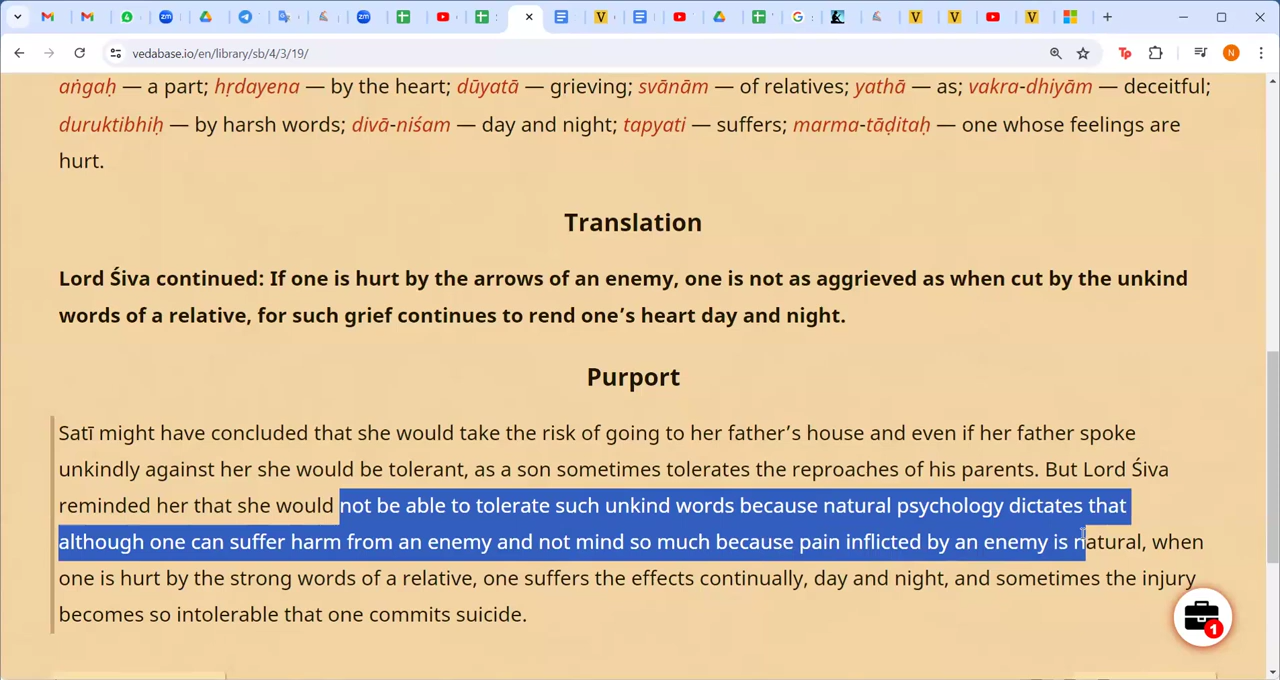 vedabase.io/en/library/sb/4/3/19/
Tp
N
aṅgaḥ — a part; hṛdayena — by the heart; dūyatā — grieving; svānām — of relatives; yathā — as; vakra-dhiyām — deceitful;
duruktibhiḥ — by harsh words; divā-niśam — day and night; tapyati — suffers; marma-tāḍitaḥ — one whose feelings are
hurt.
Translation
Lord Śiva continued: If one is hurt by the arrows of an enemy, one is not as aggrieved as when cut by the unkind
words of a relative, for such grief continues to rend one’s heart day and night.
Purport
Satī might have concluded that she would take the risk of going to her father’s house and even if her father spoke
unkindly against her she would be tolerant, as a son sometimes tolerates the reproaches of his parents. But Lord Śiva
reminded her that she would not be able to tolerate such unkind words because natural psychology dictates that
although one can suffer harm from an enemy and not mind so much because pain inflicted by an enemy is natural, when
one is hurt by the strong words of a relative, one suffers the effects continually, day and night, and sometimes the injury
becomes so intolerable that one commits suicide.
1